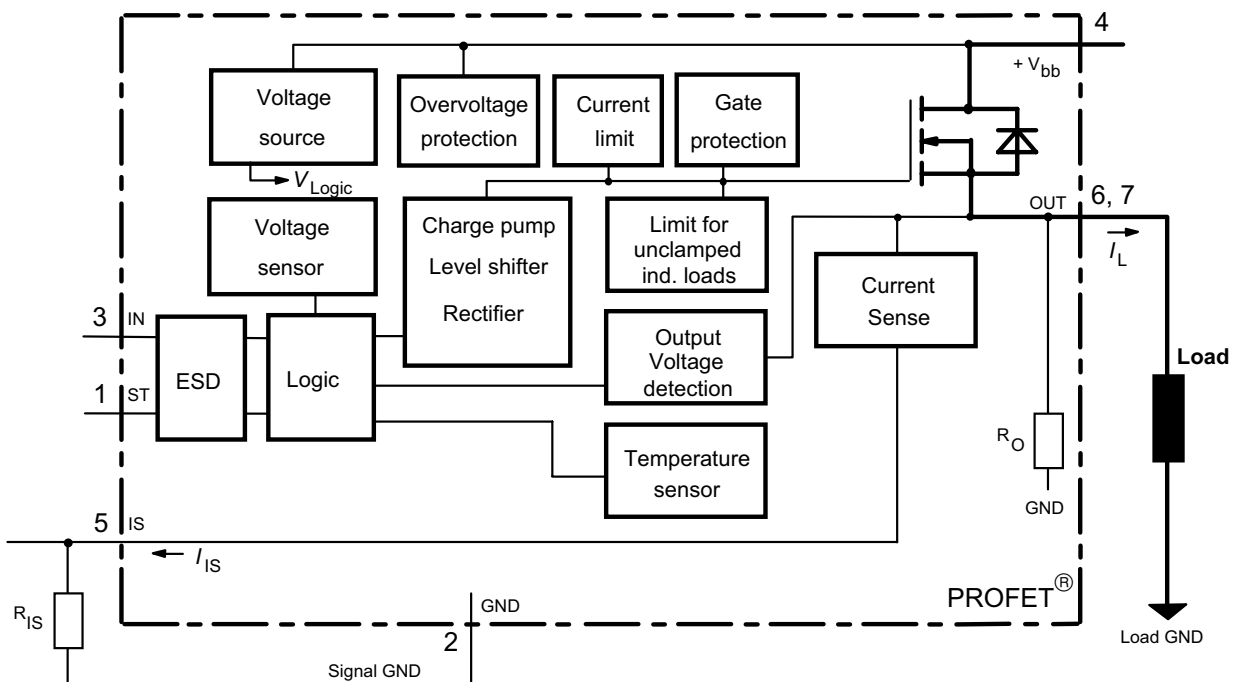 4
+ V bb
Voltage
source
Overvoltage
protection
Current
limit
Gate
protection
V Logic
Voltage
sensor
Charge pump
Level shifter
Rectifier
Limit for
unclamped
ind. loads
OUT
6, 7
I L
Current
Sense
3
IN
1
ST
ESD
Logic
Output
Voltage
detection
Temperature
sensor
Load
R O
GND
5
IS
I IS
R IS
PROFET®
GND
2
Signal GND
Load GND